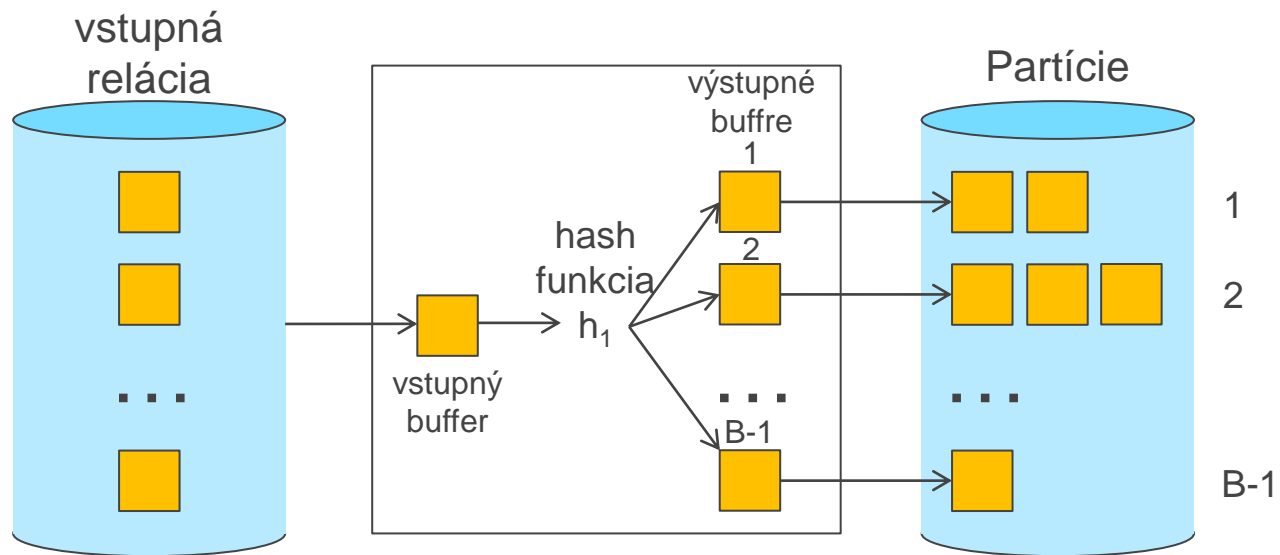 vstupná
relácia
vstupný
buffer
hash
funkcia
h₁
výstupné
buffre
1
2
. . .
B-1
Partície
1
2
. . .
B-1
. . .